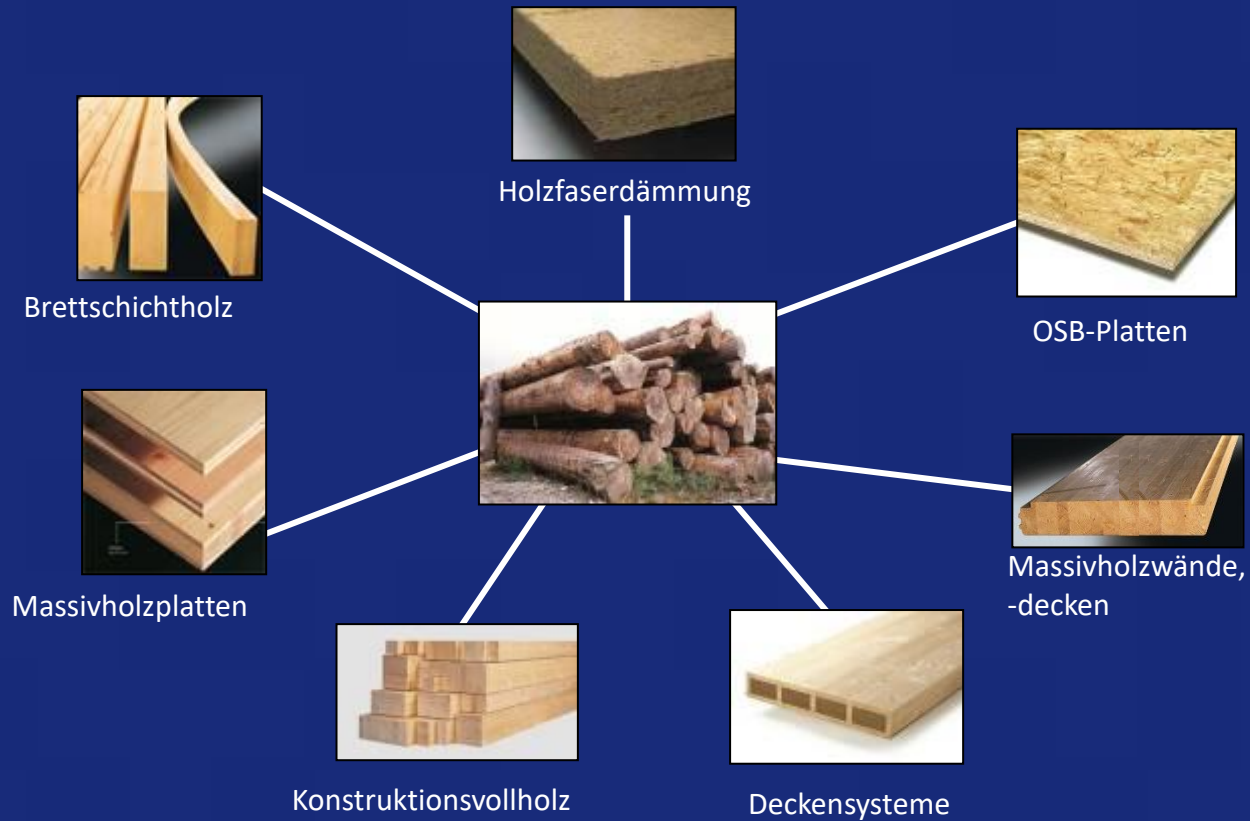 Holzfaserdämmung
Brettschichtholz
OSB-Platten
Massivholzwände,
-decken
Massivholzplatten
Konstruktionsvollholz
Deckensysteme